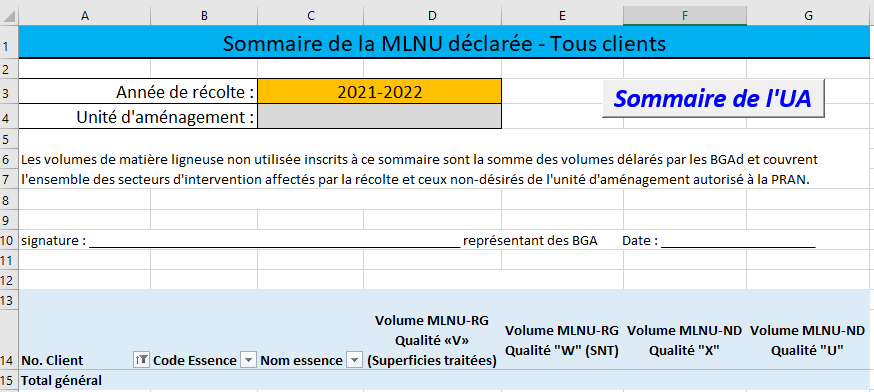 A B C D E F G
1 Sommaire de la MLNU déclarée - Tous clients
2
3 Année de récolte : 2021-2022 Sommaire de l'UA
4 Unité d'aménagement :
5
6 Les volumes de matière ligneuse non utilisée inscrits à ce sommaire sont la somme des volumes délarés par les BGAd et couvrent
7 l'ensemble des secteurs d'intervention affectés par la récolte et ceux non-désirés de l'unité d'aménagement autorisé à la PRAN.
8
9
10 signature : ______ représentant des BGA Date : ______
11
12
13
Volume MLNU-RG
Qualité «V»
(Superficies traitées)
Volume MLNU-RG
Qualité "W" (SNT)
Volume MLNU-ND
Qualité "X"
Volume MLNU-ND
Qualité "U"
14 No. Client Code Essence Nom essence
15 Total général